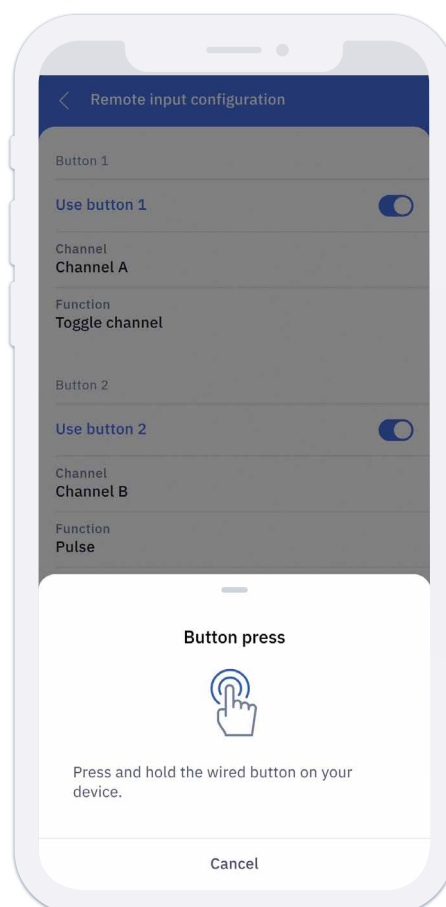 Remote input configuration
Button 1
Use button 1
Channel
Channel A
Function
Toggle channel
Button 2
Use button 2
Channel
Channel B
Function
Pulse
Button press
Press and hold the wired button on your
device.
Cancel